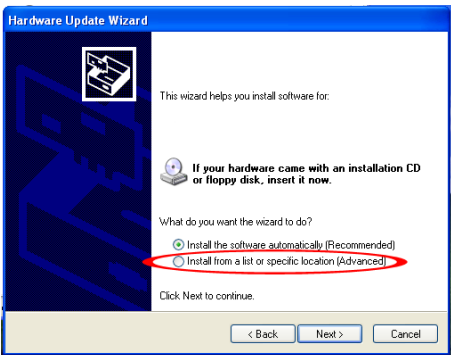 Hardware Update Wizard
This wizard helps you install software for:
If your hardware came with an installation CD
or floppy disk, insert it now.
What do you want the wizard to do?
Install the software automatically (Recommended)
Install from a list or specific location (Advanced)
Click Next to continue.
< Back Next > Cancel